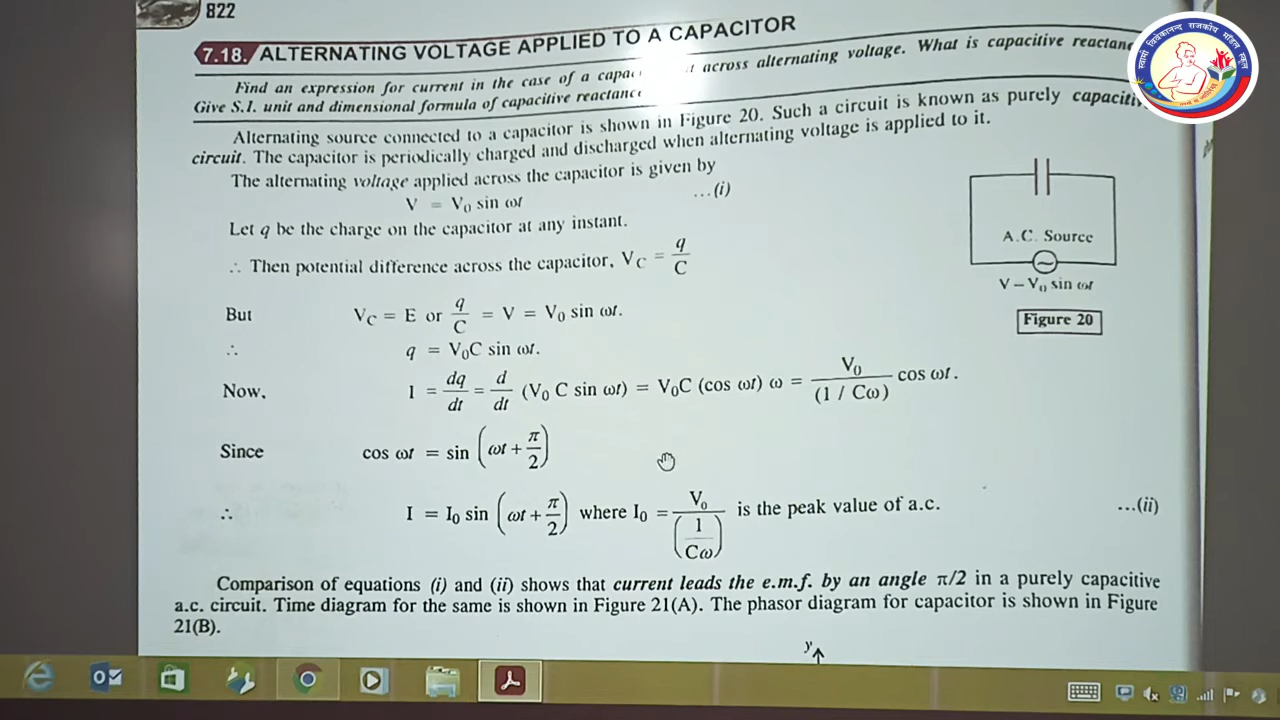 822
7.18. ALTERNATING VOLTAGE APPLIED TO A CAPACITOR
Find an expression for current in the case of a across alternating voltage. What is capacitive
Give S.I. unit and dimensional formula of capacitive
Alternating source connected to a capacitor is shown in Figure 20. Such a circuit is known as purely
circuit. The capacitor is periodically charged and discharged when alternating voltage is applied to it.
The alternating voltage applied across the capacitor is given by
V = V₀ sin ωt ...(i)
Let q be the charge on the capacitor at any instant.
∴ Then potential difference across the capacitor, V_C = q/C
But V_C = E or q/C = V = V₀ sin ωt.
∴ q = V₀C sin ωt.
Now, I = dq/dt = d/dt (V₀ C sin ωt) = V₀C (cos ωt) ω = V₀/(1 / Cω) cos ωt.
Since cos ωt = sin (ωt + π/2)
∴ I = I₀ sin (ωt + π/2) where I₀ = V₀/(1/Cω) is the peak value of a.c. ...(ii)
Comparison of equations (i) and (ii) shows that current leads the e.m.f. by an angle π/2 in a purely capacitive
a.c. circuit. Time diagram for the same is shown in Figure 21(A). The phasor diagram for capacitor is shown in Figure
21(B).
y
A.C. Source
V – V₀ sin ωt
Figure 20
स्वामी विवेकानन्द राजकीय मॉडल स्कूल